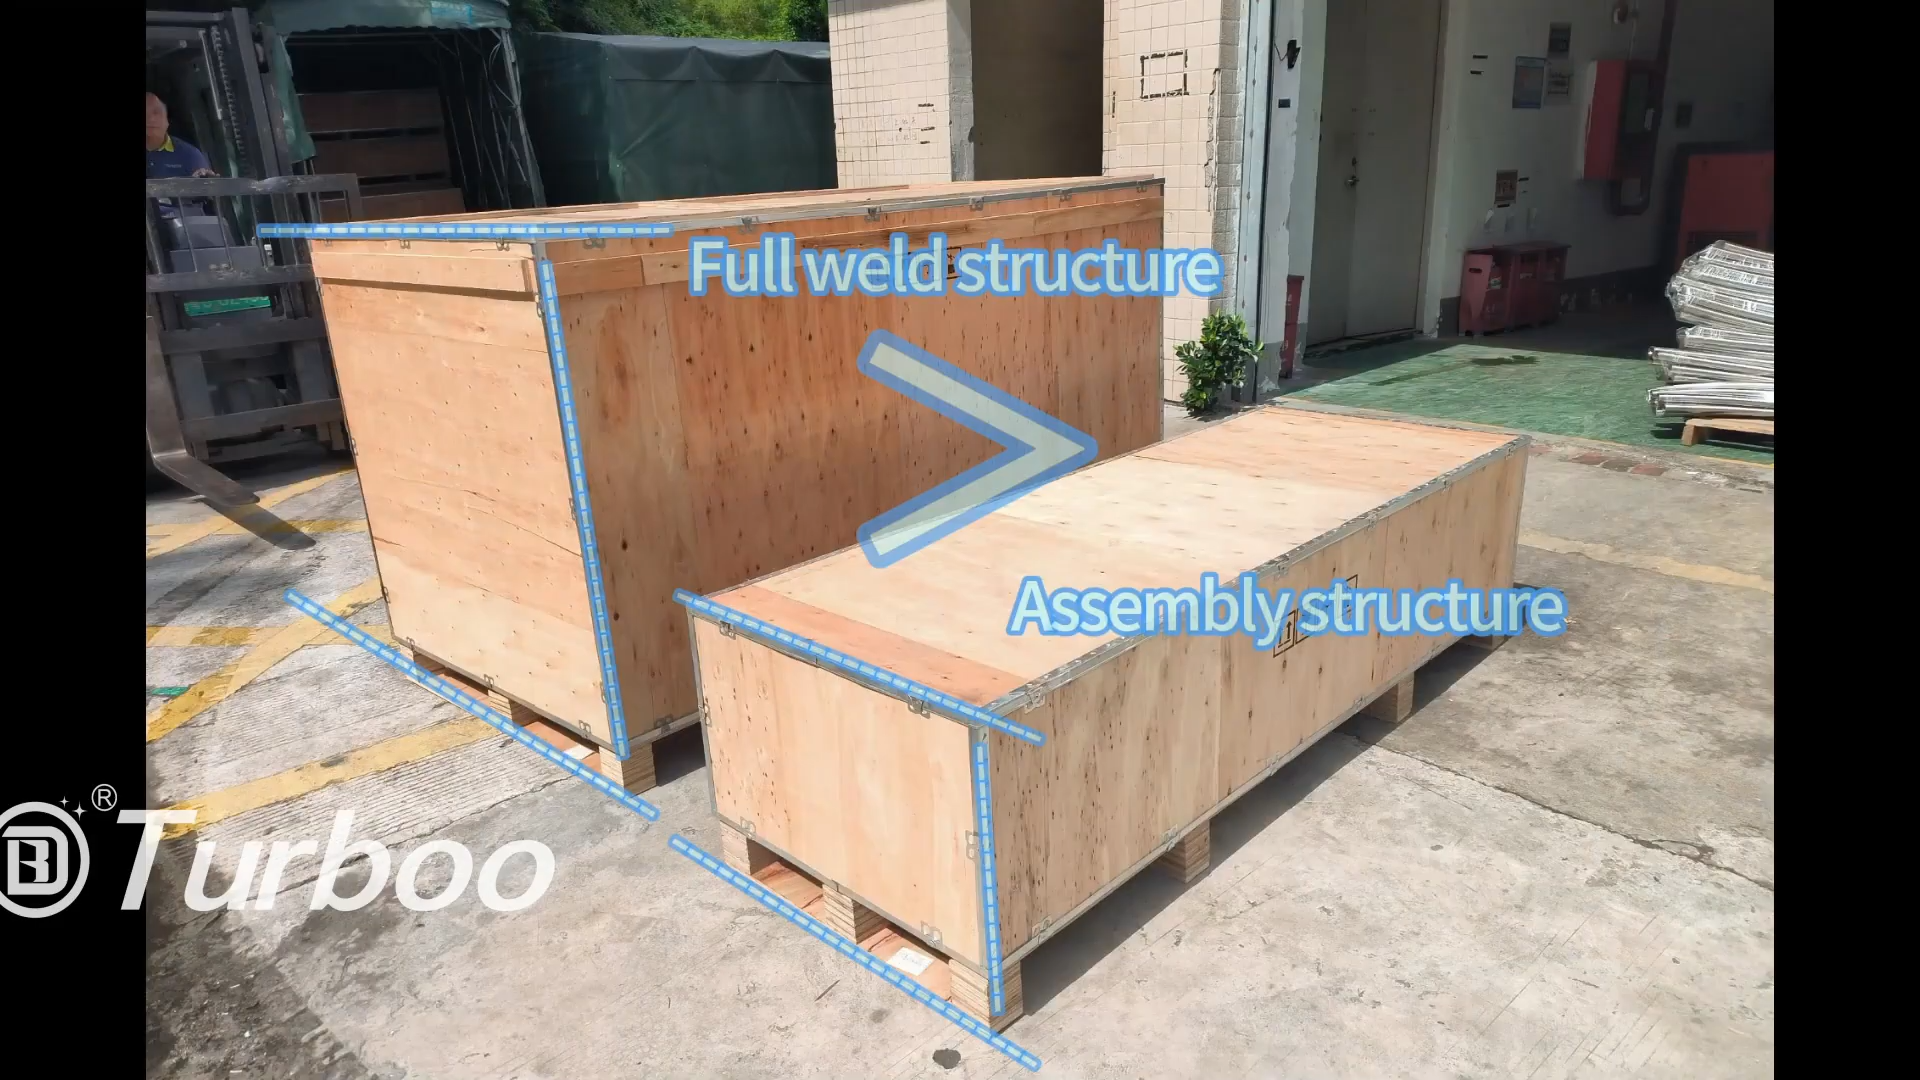 Full weld structure
>
Assembly structure
® Turboo